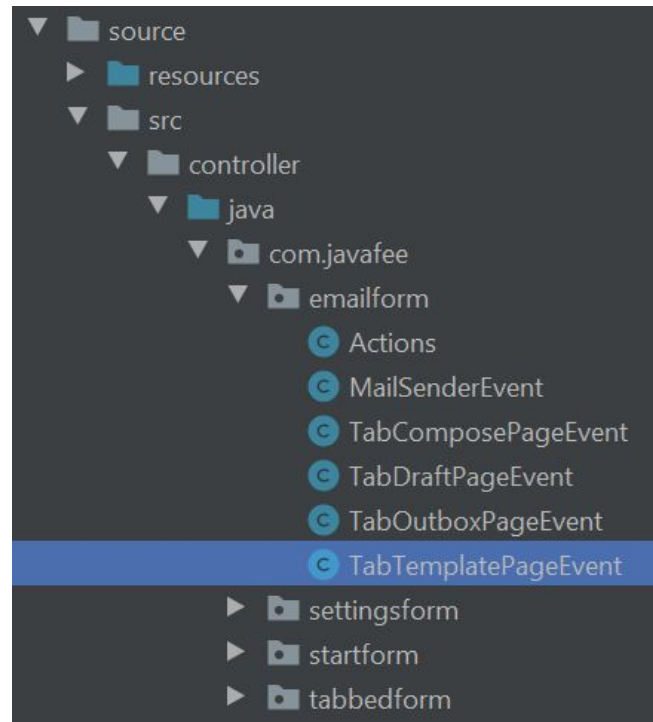 source
resources
src
controller
java
com.javafee
emailform
C Actions
C MailSenderEvent
C TabComposePageEvent
C TabDraftPageEvent
C TabOutboxPageEvent
C TabTemplatePageEvent
settingsform
startform
tabbedform